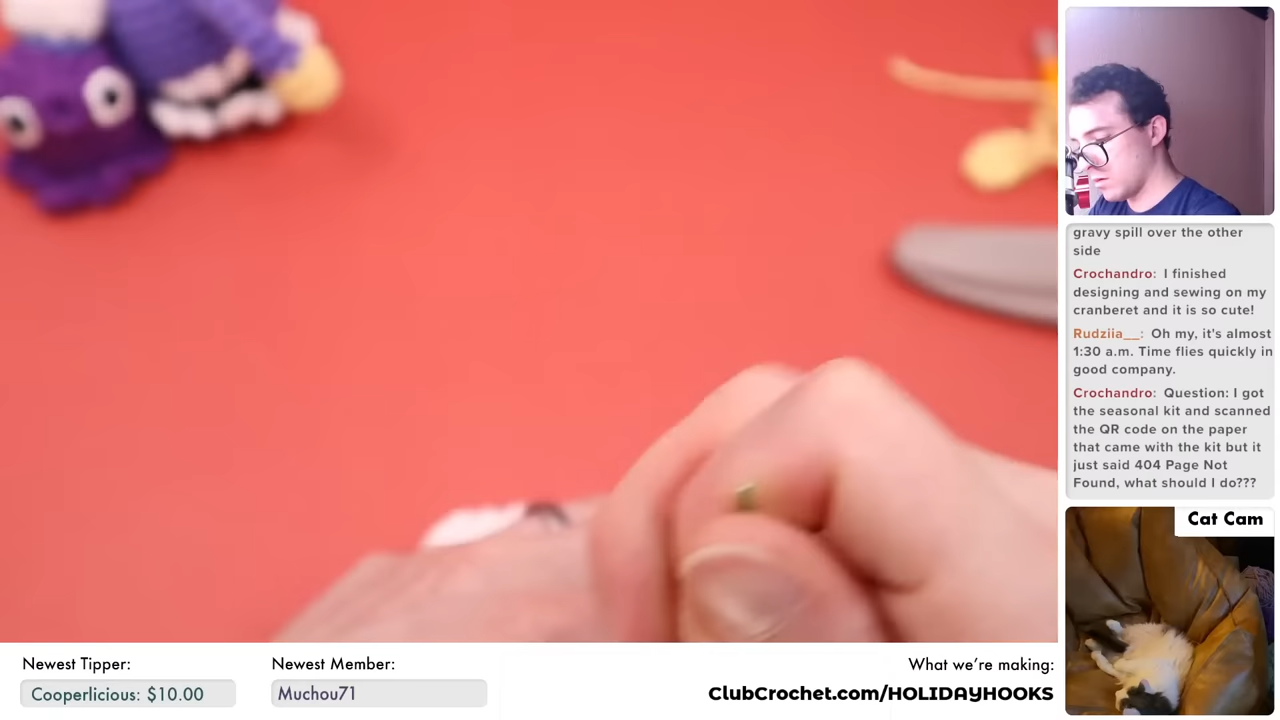 gravy spill over the other
side
Crochandro: I finished
designing and sewing on my
cranberet and it is so cute!
Rudziia__: Oh my, it's almost
1:30 a.m. Time flies quickly in
good company.
Crochandro: Question: I got
the seasonal kit and scanned
the QR code on the paper
that came with the kit but it
just said 404 Page Not
Found, what should I do???
Cat Cam
Newest Tipper:
Cooperlicious: $10.00
Newest Member:
Muchou71
What we're making:
ClubCrochet.com/HOLIDAYHOOKS